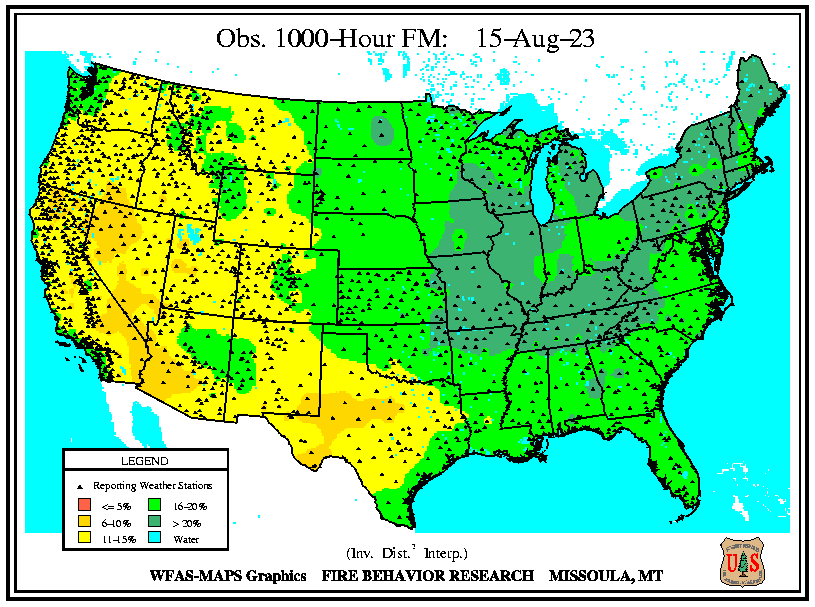 Obs. 1000-Hour FM: 15-Aug-23
LEGEND
Reporting Weather Stations
<= 5% 16-20%
6-10% > 20%
11-15% Water
(Inv. Dist.² Interp.)
WFAS-MAPS Graphics FIRE BEHAVIOR RESEARCH MISSOULA, MT
U S